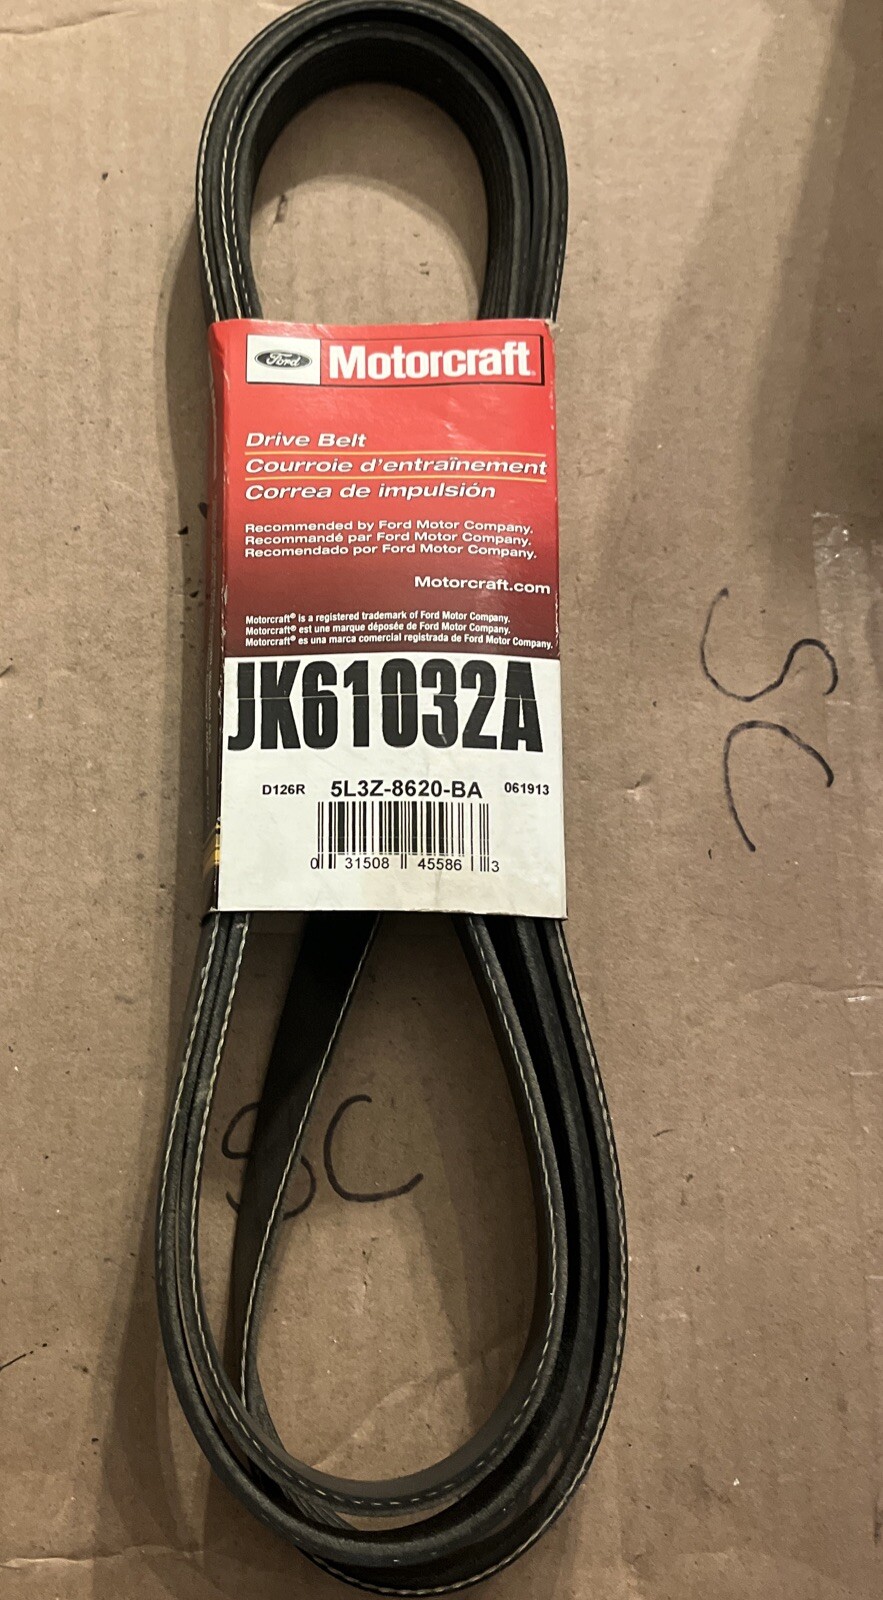 Ford Motorcraft
Drive Belt
Courroie d'entraînement
Correa de impulsión
Recommended by Ford Motor Company.
Recommandé par Ford Motor Company.
Recomendado por Ford Motor Company.
Motorcraft.com
Motorcraft® is a registered trademark of Ford Motor Company.
Motorcraft® est une marque déposée de Ford Motor Company.
Motorcraft® es una marca comercial registrada de Ford Motor Company.
JK61032A
D126R 5L3Z-8620-BA 061913
0 31508 45586 3
SC
SC